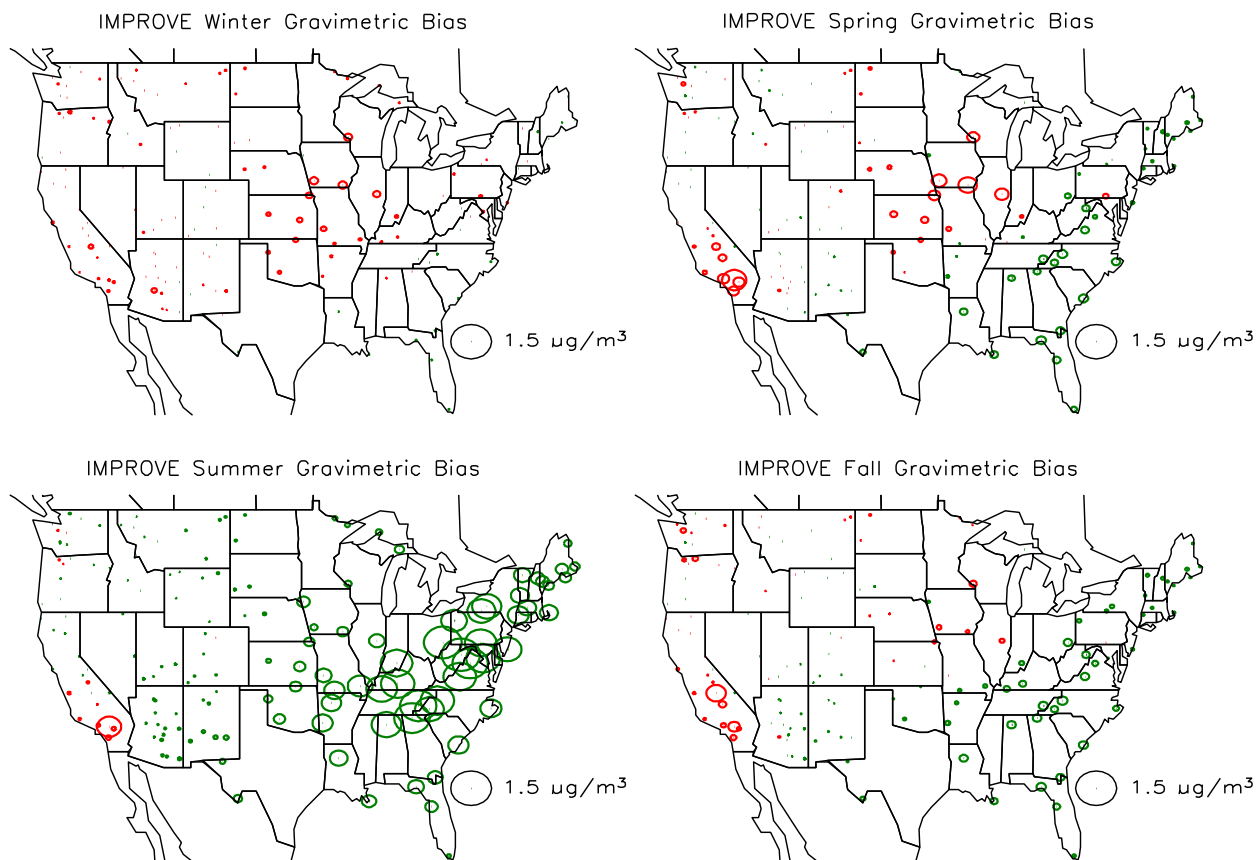 IMPROVE Winter Gravimetric Bias
IMPROVE Spring Gravimetric Bias
1.5 µg/m³
1.5 µg/m³
IMPROVE Summer Gravimetric Bias
IMPROVE Fall Gravimetric Bias
1.5 µg/m³
1.5 µg/m³